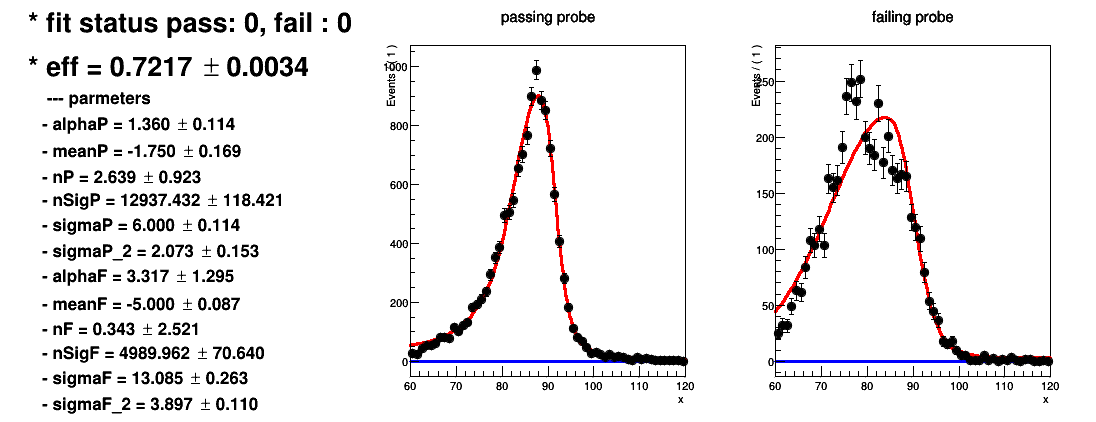 * fit status pass: 0, fail : 0
* eff = 0.7217 ± 0.0034
--- parmeters
- alphaP = 1.360 ± 0.114
- meanP = -1.750 ± 0.169
- nP = 2.639 ± 0.923
- nSigP = 12937.432 ± 118.421
- sigmaP = 6.000 ± 0.114
- sigmaP_2 = 2.073 ± 0.153
- alphaF = 3.317 ± 1.295
- meanF = -5.000 ± 0.087
- nF = 0.343 ± 2.521
- nSigF = 4989.962 ± 70.640
- sigmaF = 13.085 ± 0.263
- sigmaF_2 = 3.897 ± 0.110
passing probe
Events / ( 1 )
1000
800
600
400
200
0
60 70 80 90 100 110 120
x
failing probe
Events / ( 1 )
250
200
150
100
50
0
60 70 80 90 100 110 120
x